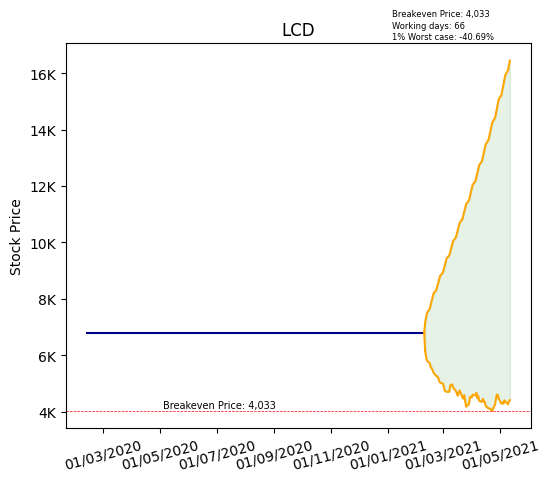 Breakeven Price: 4,033
Working days: 66
1% Worst case: -40.69%
LCD
Stock Price
16K
14K
12K
10K
8K
6K
4K
Breakeven Price: 4,033
01/03/2020 01/05/2020 01/07/2020 01/09/2020 01/11/2020 01/01/2021 01/03/2021 01/05/2021